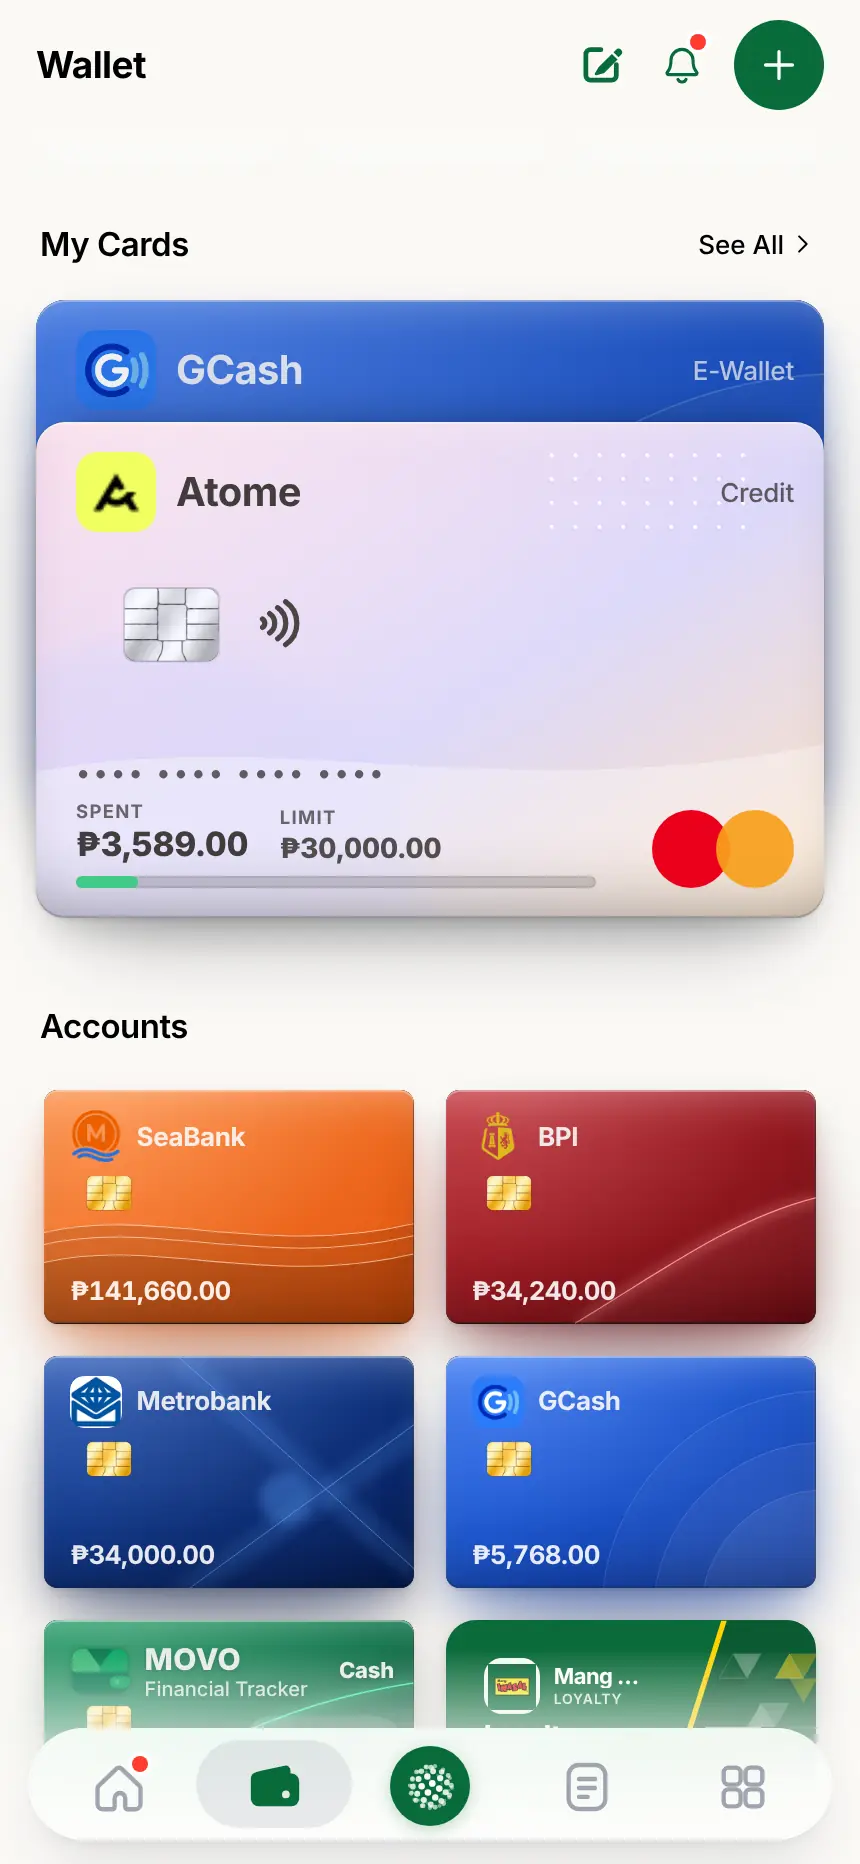 Wallet
My Cards
See All
GCash
E-Wallet
Atome
Credit
•••• •••• •••• ••••
SPENT
LIMIT
₱3,589.00
₱30,000.00
Accounts
SeaBank
₱141,660.00
BPI
₱34,240.00
Metrobank
₱34,000.00
GCash
₱5,768.00
MOVO
Financial Tracker
Cash
Mang ...
LOYALTY